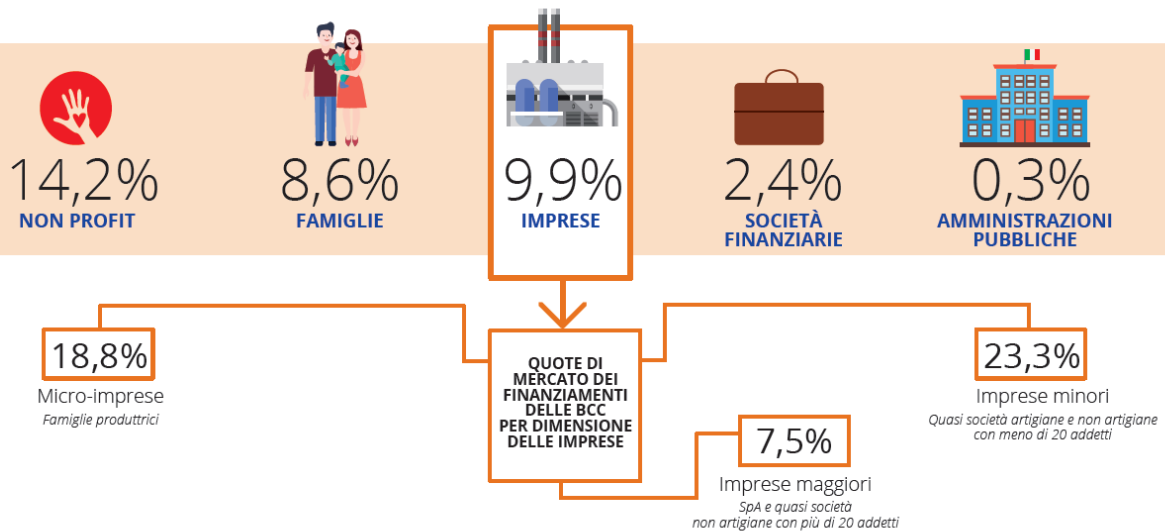 14,2%
NON PROFIT
8,6%
FAMIGLIE
9,9%
IMPRESE
2,4%
SOCIETÀ
FINANZIARIE
0,3%
AMMINISTRAZIONI
PUBBLICHE
18,8%
Micro-imprese
Famiglie produttrici
QUOTE DI
MERCATO DEI
FINANZIAMENTI
DELLE BCC
PER DIMENSIONE
DELLE IMPRESE
23,3%
Imprese minori
Quasi società artigiane e non artigiane
con meno di 20 addetti
7,5%
Imprese maggiori
SpA e quasi società
non artigiane con più di 20 addetti